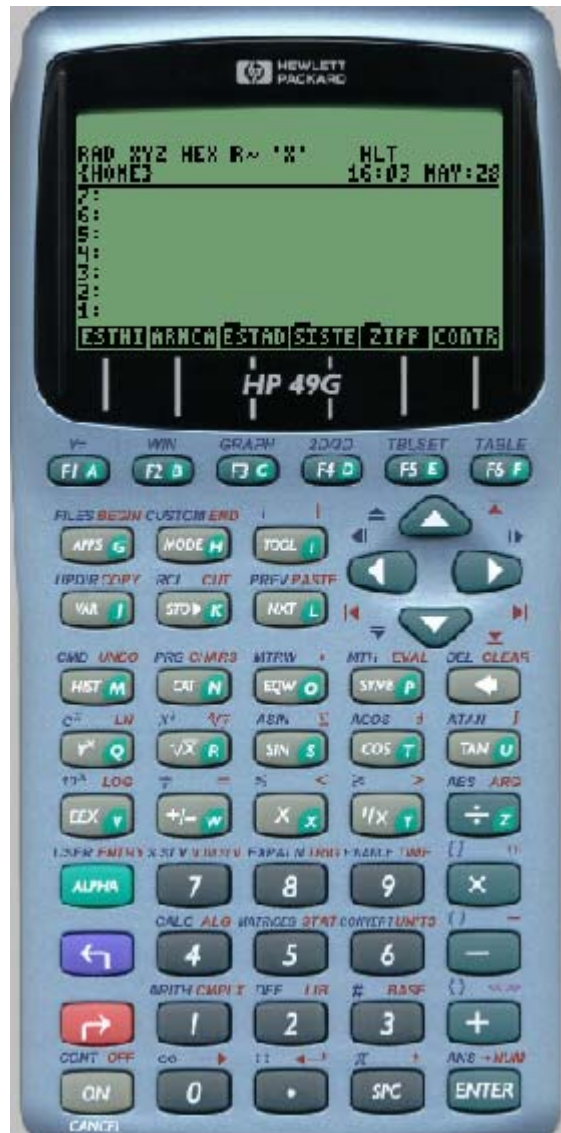 HEWLETT
PACKARD
RAD XYZ HEX R~ 'X' HLT
{HOME} 16:03 MAY:28
7:
6:
5:
4:
3:
2:
1:
ESTAD SISTE ZIPP CONTR
HP 49G
Y= WIN GRAPH 2D/3D TBLSET TABLE
F1 A F2 B F3 C F4 D F5 E F6 F
FILES BEGIN CUSTOM END
APPS G MODE H TOOL I
UPDIR COPY RCL CUT PREV PASTE
VAR J STO▶ K NXT L
CMD UNDO PRG CHARS MTRW ' MTH EVAL DEL CLEAR
HIST M CAT N EQW O SYMB P
LN ASIN Σ ACOS ∂ ATAN ∫
Y^X Q √X R SIN S COS T TAN U
LOG ≠ = ≤ < ≥ > ABS ARG
EEX V +/- W X X 1/X Y ÷ Z
USER ENTRY
ALPHA 7 8 9 ×
CALC ALG MATRICES STAT CONVERT UNITS ( ) _
4 5 6 −
ARITH CMPLX DEF LIB # BASE { }
1 2 3 +
CONT OFF ∞ : : π ANS →NUM
ON 0 . SPC ENTER
CANCEL